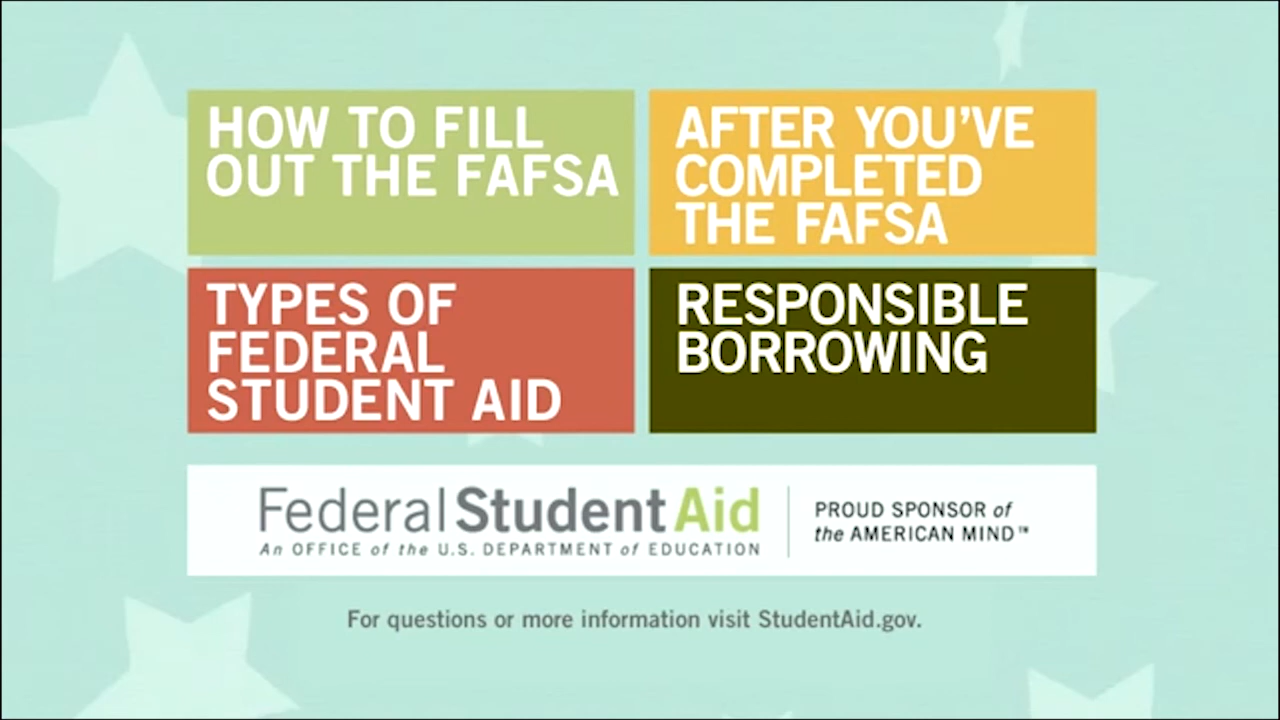 HOW TO FILL
OUT THE FAFSA
AFTER YOU'VE
COMPLETED
THE FAFSA
TYPES OF
FEDERAL
STUDENT AID
RESPONSIBLE
BORROWING
Federal Student Aid
An OFFICE of the U.S. DEPARTMENT of EDUCATION
PROUD SPONSOR of
the AMERICAN MIND™
For questions or more information visit StudentAid.gov.